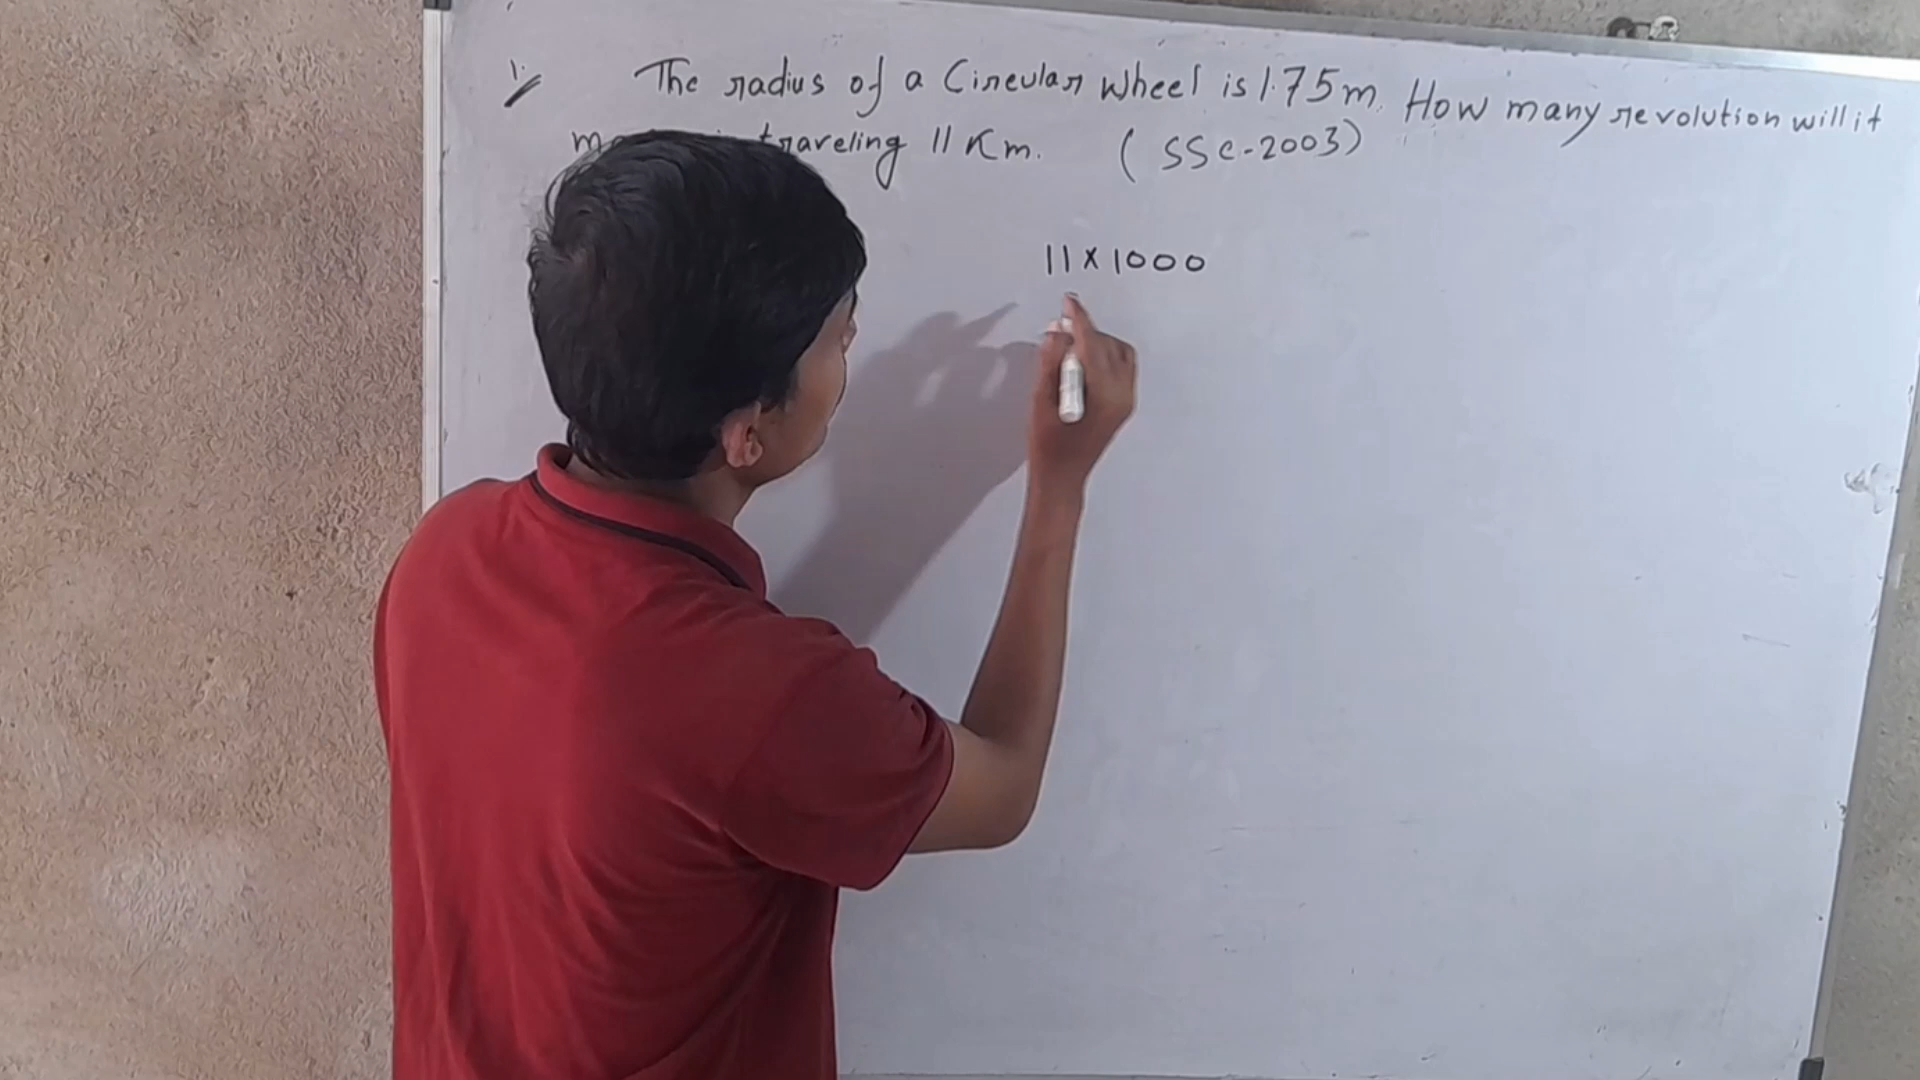 1. The radius of a Circular wheel is 1.75m. How many revolution will it
traveling 11 Km. (SSC-2003)
11 x 1000